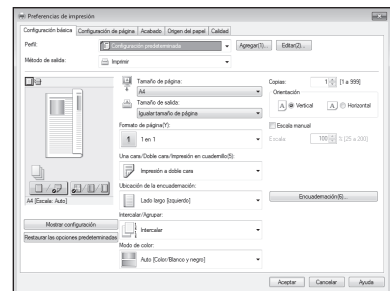 Preferencias de impresión
Configuración básica Configuración de página Acabado Origen del papel Calidad
Perfil: Configuración predeterminada Agregar(1)... Editar(2)...
Método de salida: Imprimir
Tamaño de página:
A4
Tamaño de salida:
Igualar tamaño de página
Formato de página(Y):
1 en 1
Una cara/Doble cara/Impresión en cuadernillo(5):
Impresión a doble cara
Ubicación de la encuadernación:
Lado largo [izquierdo]
Intercalar/Agrupar:
Intercalar
Modo de color:
Auto [Color/Blanco y negro]
Copias: 1 [1 a 999]
Orientación
A Vertical A Horizontal
Escala manual
Escala: 100 % [25 a 200]
Encuadernación(6)...
A4 [Escala: Auto]
Mostrar configuración
Restaurar las opciones predeterminadas
Aceptar Cancelar Ayuda